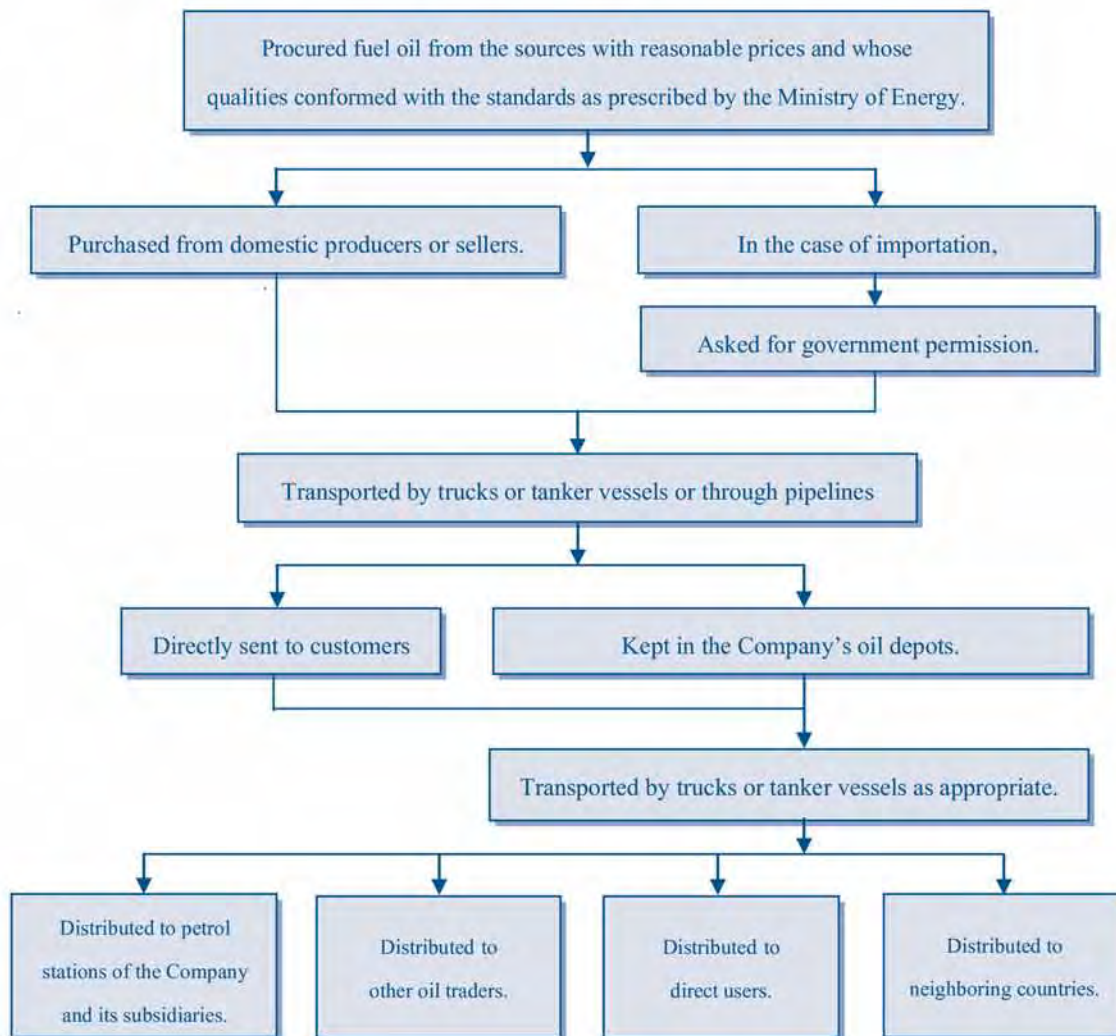 Procured fuel oil from the sources with reasonable prices and whose
qualities conformed with the standards as prescribed by the Ministry of Energy.
Purchased from domestic producers or sellers.
In the case of importation,
Asked for government permission.
Transported by trucks or tanker vessels or through pipelines
Directly sent to customers
Kept in the Company's oil depots.
Transported by trucks or tanker vessels as appropriate.
Distributed to petrol
stations of the Company
and its subsidiaries.
Distributed to
other oil traders.
Distributed to
direct users.
Distributed to
neighboring countries.